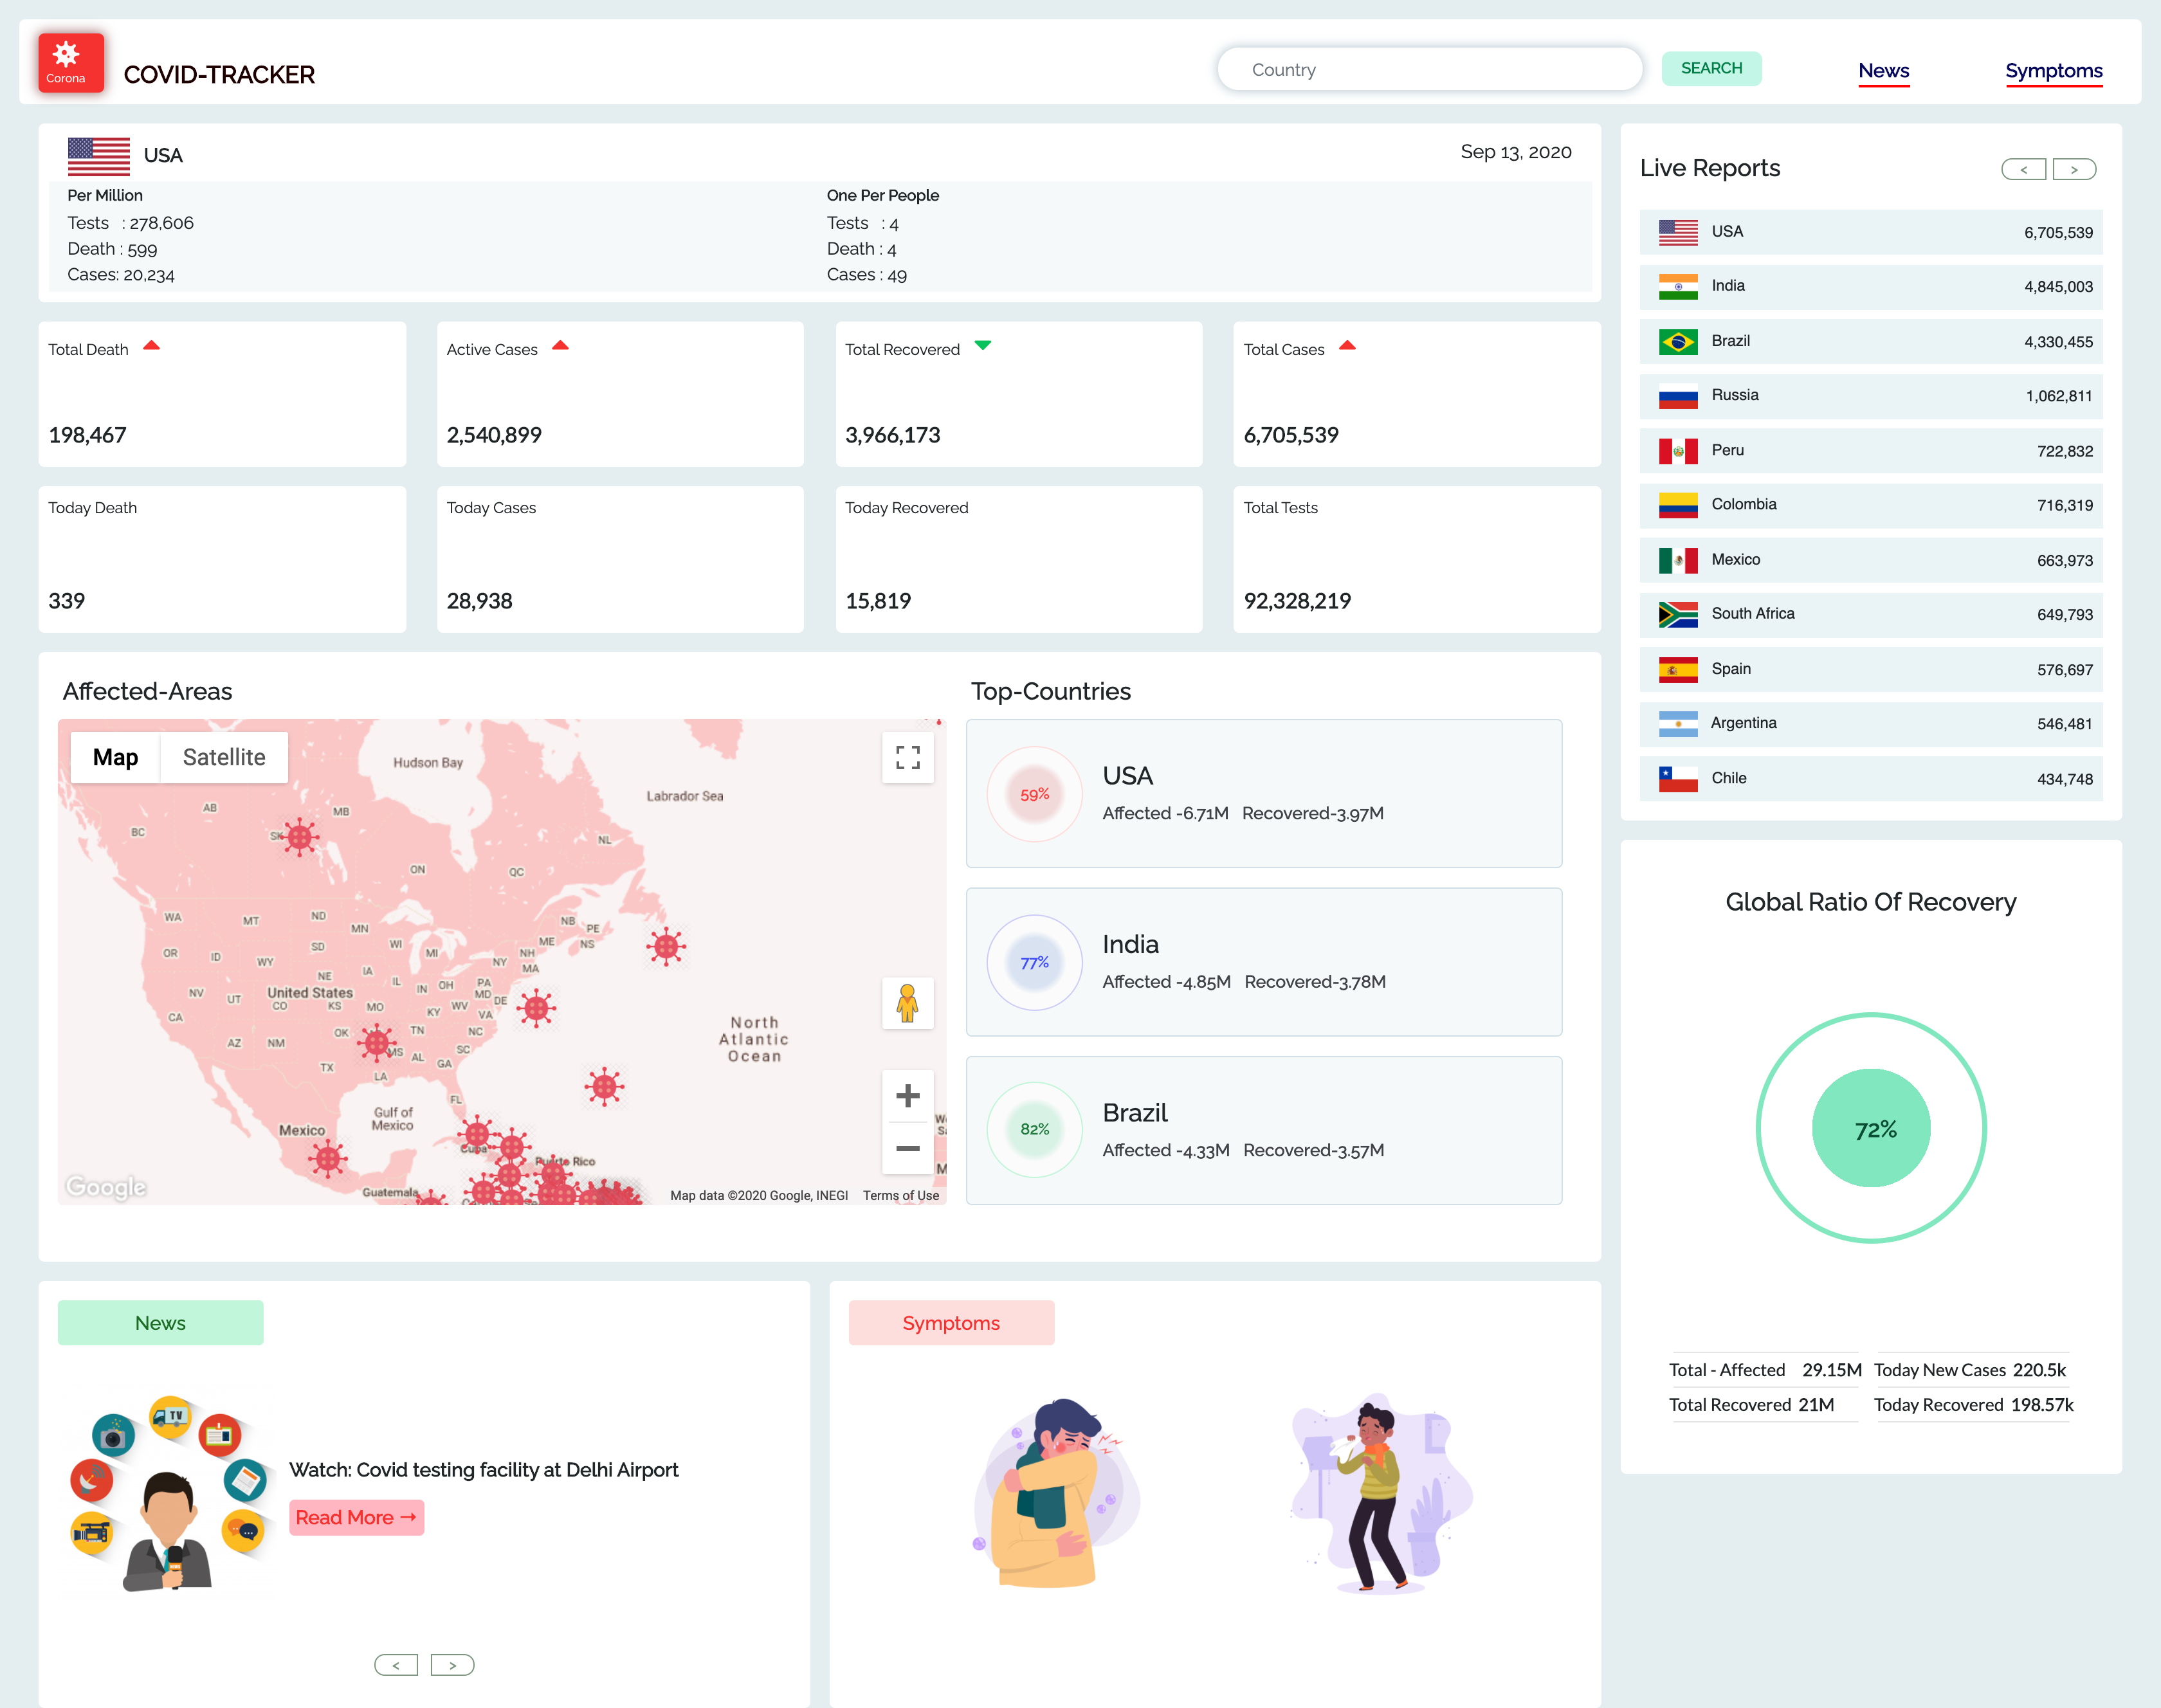 Corona
COVID-TRACKER
Country
SEARCH
News
Symptoms
USA
Sep 13, 2020
Per Million
Tests : 278,606
Death : 599
Cases: 20,234
One Per People
Tests : 4
Death : 4
Cases : 49
Total Death
198,467
Active Cases
2,540,899
Total Recovered
3,966,173
Total Cases
6,705,539
Today Death
339
Today Cases
28,938
Today Recovered
15,819
Total Tests
92,328,219
Live Reports
< >
USA 6,705,539
India 4,845,003
Brazil 4,330,455
Russia 1,062,811
Peru 722,832
Colombia 716,319
Mexico 663,973
South Africa 649,793
Spain 576,697
Argentina 546,481
Chile 434,748
Affected-Areas
Map Satellite
Hudson Bay
Labrador Sea
AB
MB
BC
SK
NL
ON
QC
WA
MT
ND
MN
NB
PE
OR
ID
SD
WI
MI
ME
NS
NH
WY
IA
NY
MA
NE
IL
IN
OH
PA
NV
UT
United States
MD
DE
CO
KS
MO
KY
WV
VA
CA
OK
TN
NC
AZ
NM
MS
AL
SC
GA
TX
LA
FL
North
Atlantic
Ocean
Gulf of
Mexico
Mexico
Cuba
Puerto Rico
Guatemala
Google
Map data ©2020 Google, INEGI Terms of Use
Top-Countries
59%
USA
Affected -6.71M Recovered-3.97M
77%
India
Affected -4.85M Recovered-3.78M
82%
Brazil
Affected -4.33M Recovered-3.57M
Global Ratio Of Recovery
72%
Total - Affected 29.15M Today New Cases 220.5k
Total Recovered 21M Today Recovered 198.57k
News
TV
Watch: Covid testing facility at Delhi Airport
Read More →
< >
Symptoms